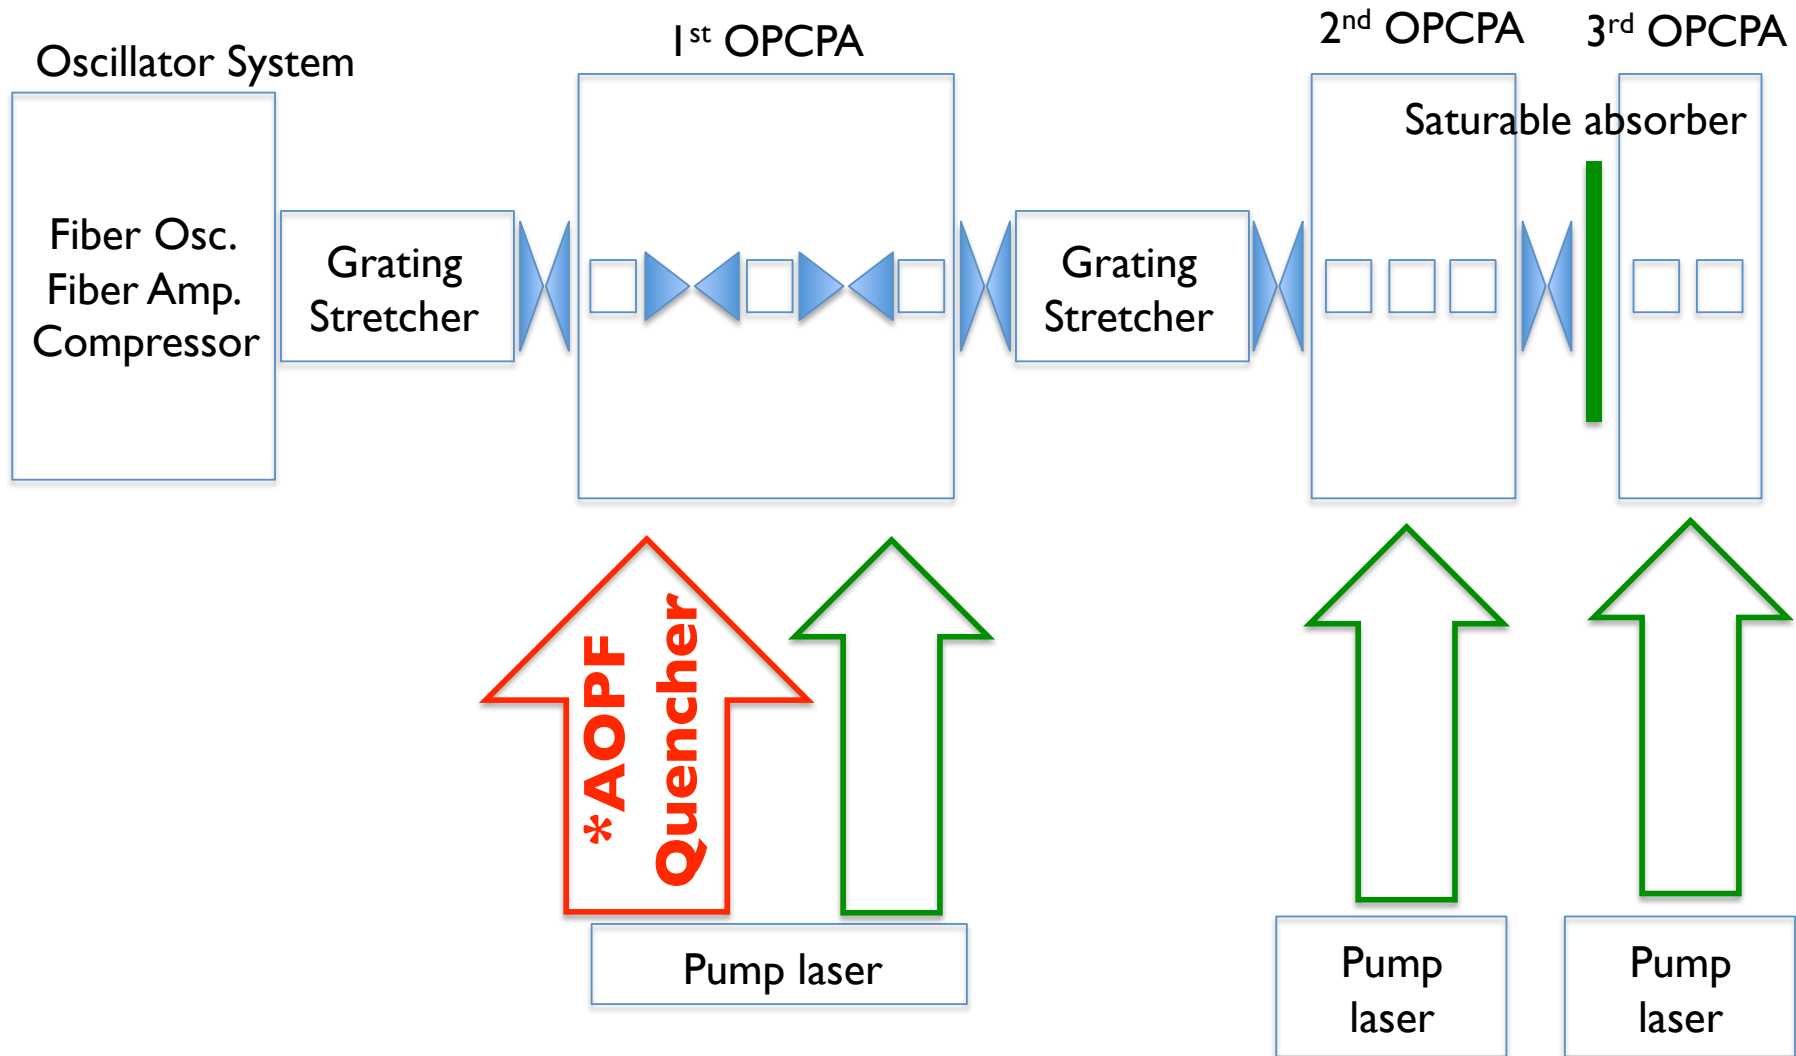 Oscillator System
Fiber Osc.
Fiber Amp.
Compressor
Grating
Stretcher
1st OPCPA
Grating
Stretcher
2nd OPCPA
3rd OPCPA
Saturable absorber
*AOPF
Quencher
Pump laser
Pump
laser
Pump
laser